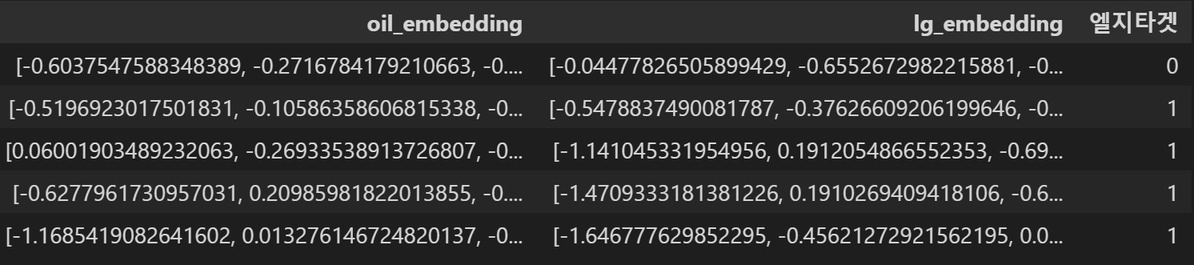 oil_embedding lg_embedding 엘지타겟
[-0.6037547588348389, -0.2716784179210663, -0.... [-0.04477826505899429, -0.6552672982215881, -0... 0
[-0.5196923017501831, -0.10586358606815338, -0... [-0.5478837490081787, -0.37626609206199646, -0... 1
[0.06001903489232063, -0.26933538913726807, -0... [-1.141045331954956, 0.1912054866552353, -0.69... 1
[-0.6277961730957031, 0.20985981822013855, -0.... [-1.4709333181381226, 0.1910269409418106, -0.6... 1
[-1.1685419082641602, 0.013276146724820137, -0... [-1.646777629852295, -0.45621272921562195, 0.0... 1